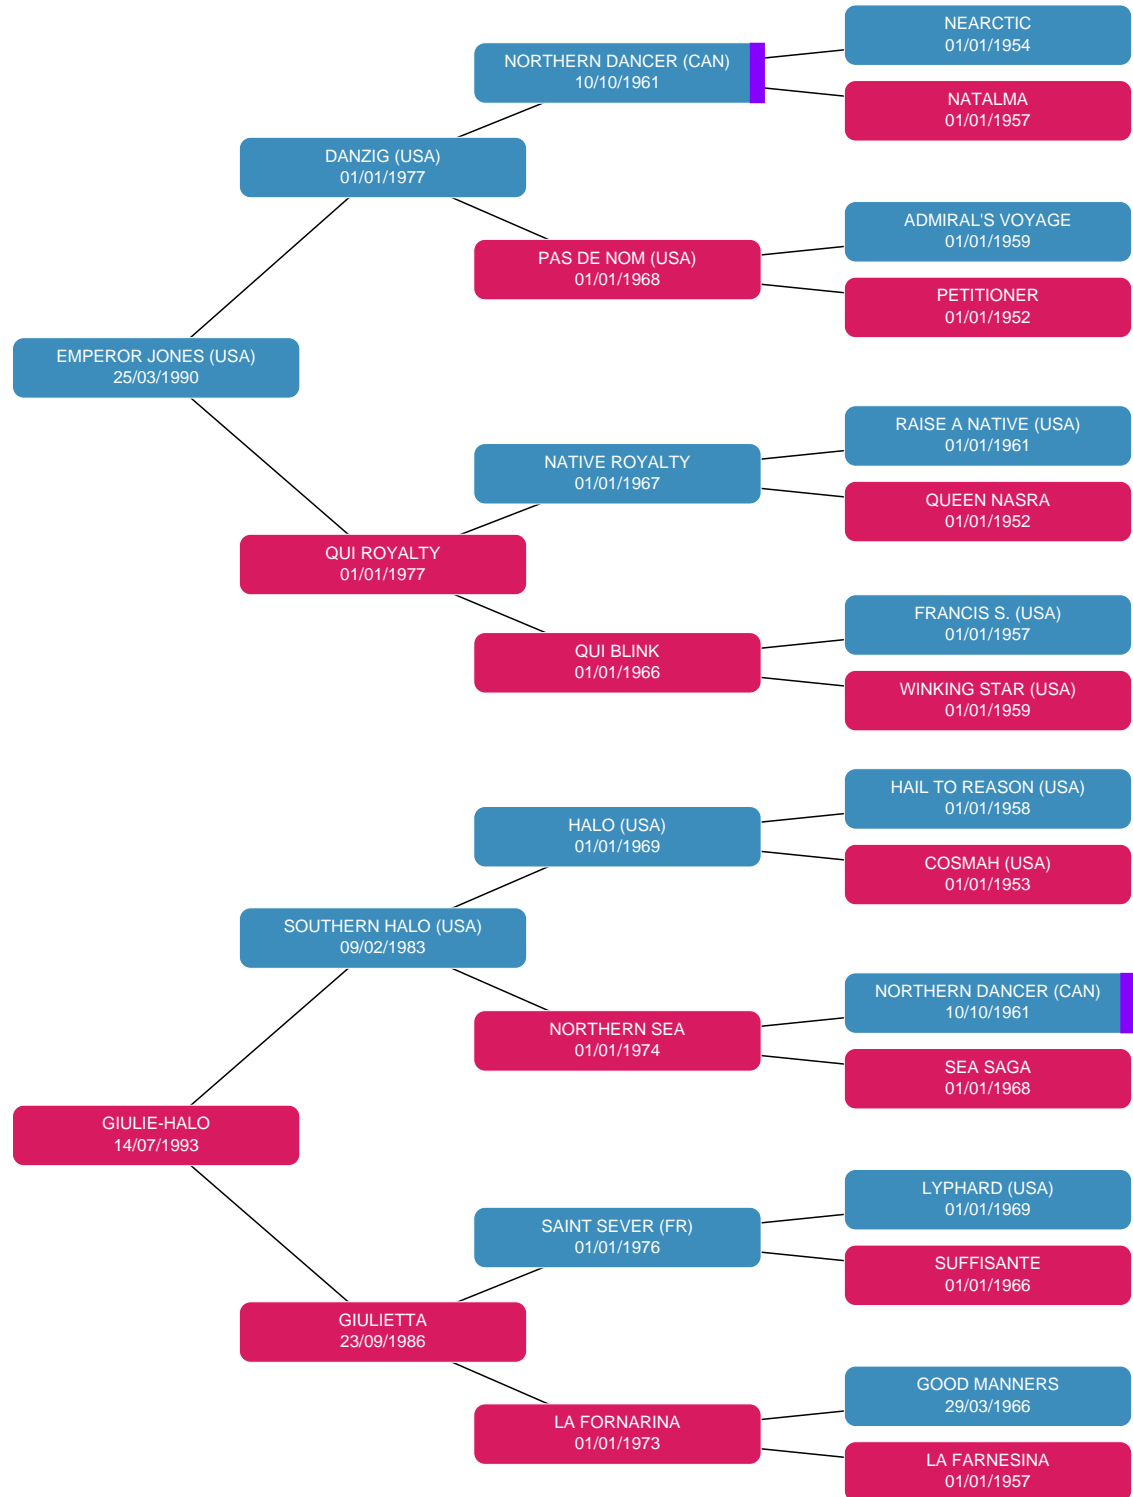 NEARCTIC
01/01/1954
NORTHERN DANCER (CAN)
10/10/1961
NATALMA
01/01/1957
DANZIG (USA)
01/01/1977
ADMIRAL'S VOYAGE
01/01/1959
PAS DE NOM (USA)
01/01/1968
PETITIONER
01/01/1952
EMPEROR JONES (USA)
25/03/1990
RAISE A NATIVE (USA)
01/01/1961
NATIVE ROYALTY
01/01/1967
QUEEN NASRA
01/01/1952
QUI ROYALTY
01/01/1977
FRANCIS S. (USA)
01/01/1957
QUI BLINK
01/01/1966
WINKING STAR (USA)
01/01/1959
HAIL TO REASON (USA)
01/01/1958
HALO (USA)
01/01/1969
COSMAH (USA)
01/01/1953
SOUTHERN HALO (USA)
09/02/1983
NORTHERN DANCER (CAN)
10/10/1961
NORTHERN SEA
01/01/1974
SEA SAGA
01/01/1968
GIULIE-HALO
14/07/1993
LYPHARD (USA)
01/01/1969
SAINT SEVER (FR)
01/01/1976
SUFFISANTE
01/01/1966
GIULIETTA
23/09/1986
GOOD MANNERS
29/03/1966
LA FORNARINA
01/01/1973
LA FARNESINA
01/01/1957